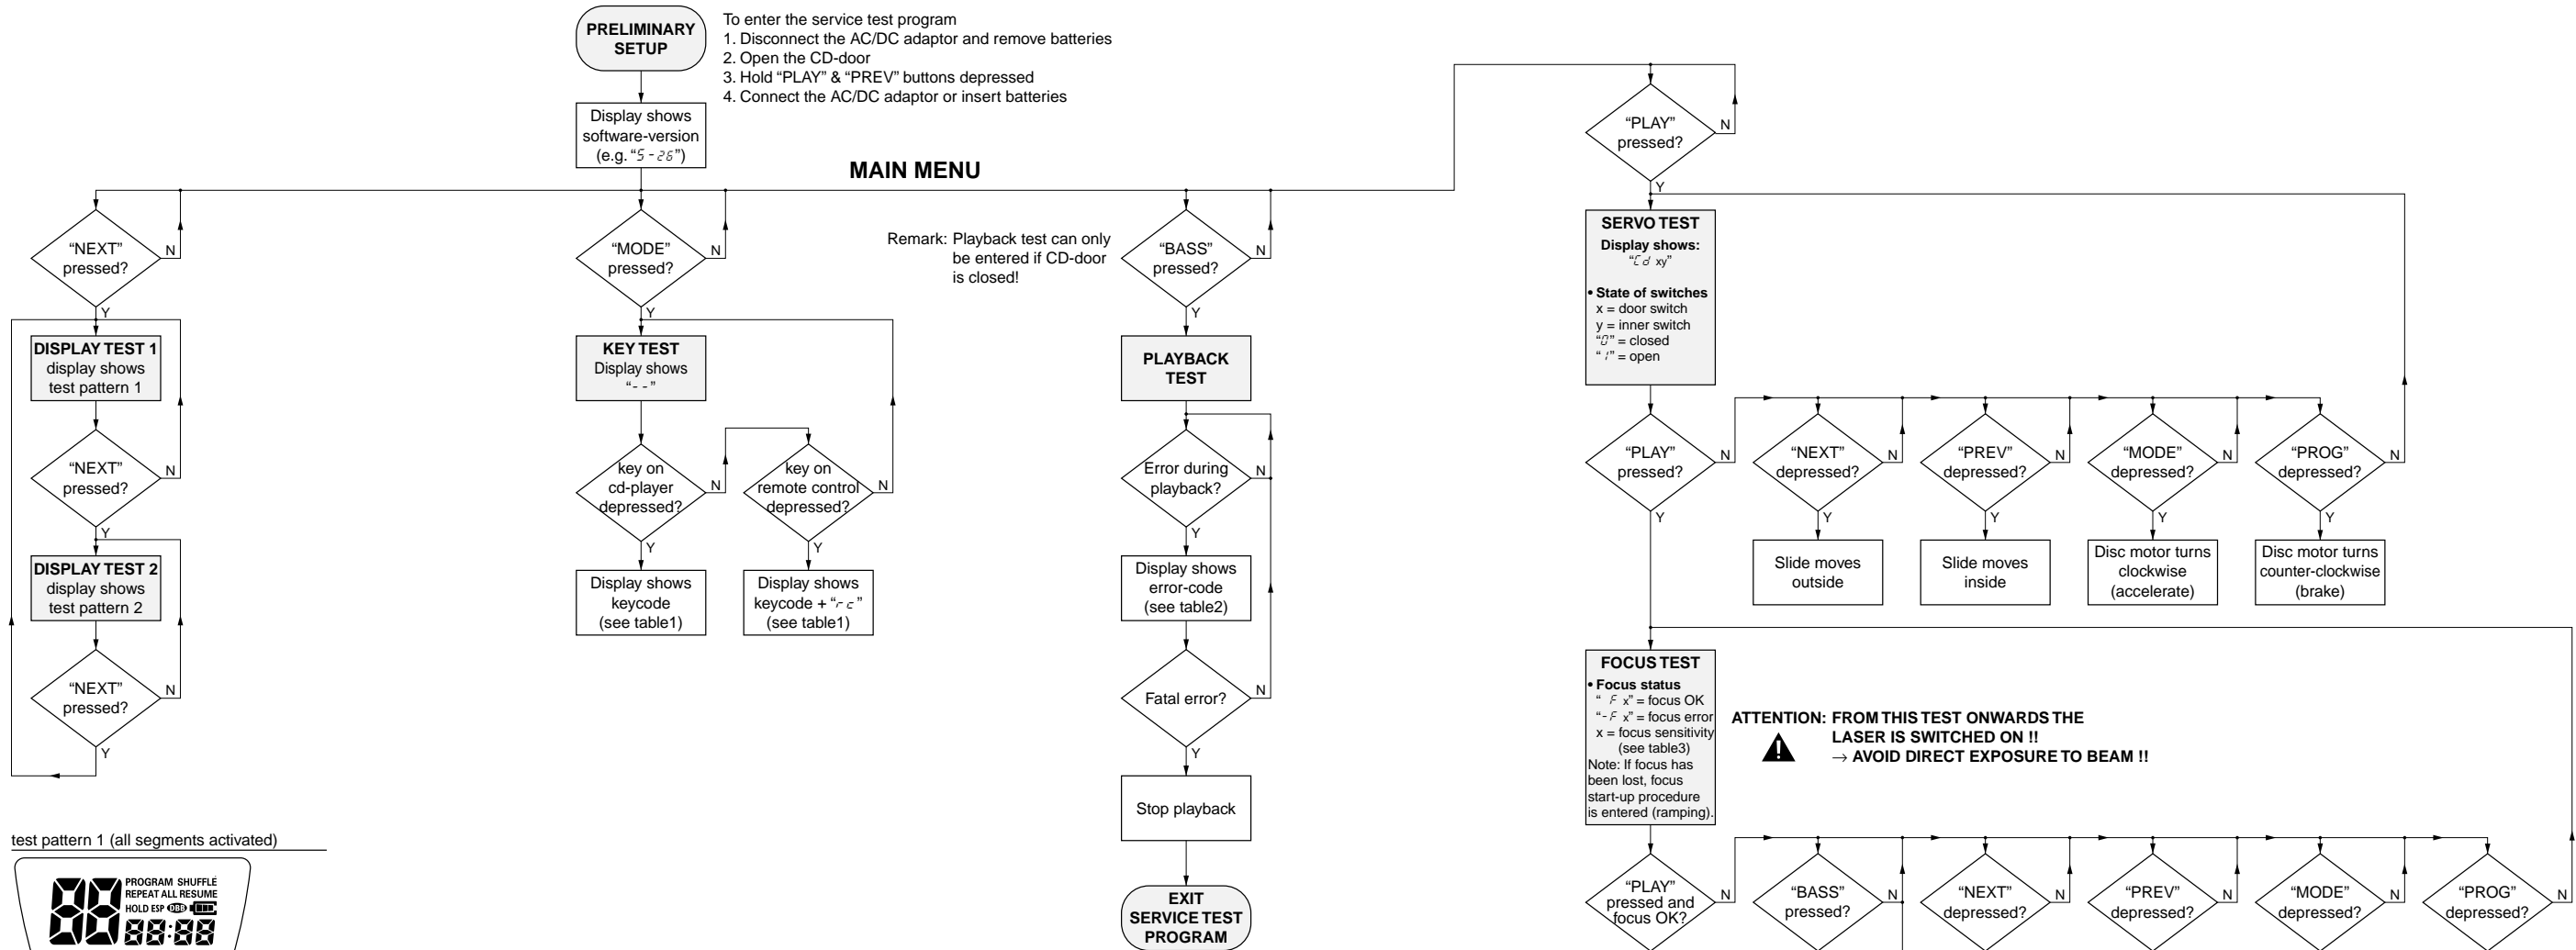 PRELIMINARY
SETUP
To enter the service test program
1. Disconnect the AC/DC adaptor and remove batteries
2. Open the CD-door
3. Hold “PLAY” & “PREV” buttons depressed
4. Connect the AC/DC adaptor or insert batteries
Display shows
software-version
(e.g. “5-26”)
MAIN MENU
“NEXT”
pressed?
N
Y
DISPLAY TEST 1
display shows
test pattern 1
“NEXT”
pressed?
N
Y
DISPLAY TEST 2
display shows
test pattern 2
“NEXT”
pressed?
N
Y
test pattern 1 (all segments activated)
88
PROGRAM SHUFFLE
REPEAT ALL RESUME
HOLD ESP DBB
88:88
“MODE”
pressed?
N
Y
KEY TEST
Display shows
“- -”
key on
cd-player
depressed?
N
Y
Display shows
keycode
(see table1)
key on
remote control
depressed?
N
Y
Display shows
keycode + “rc”
(see table1)
Remark: Playback test can only
be entered if CD-door
is closed!
“BASS”
pressed?
N
Y
PLAYBACK
TEST
Error during
playback?
N
Y
Display shows
error-code
(see table2)
Fatal error?
N
Y
Stop playback
EXIT
SERVICE TEST
PROGRAM
“PLAY”
pressed?
N
Y
SERVO TEST
Display shows:
“Cd xy”
• State of switches
x = door switch
y = inner switch
“0” = closed
“1” = open
“PLAY”
pressed?
N
Y
“NEXT”
depressed?
N
Y
Slide moves
outside
“PREV”
depressed?
N
Y
Slide moves
inside
“MODE”
depressed?
N
Y
Disc motor turns
clockwise
(accelerate)
“PROG”
depressed?
N
Y
Disc motor turns
counter-clockwise
(brake)
FOCUS TEST
• Focus status
“ F x” = focus OK
“-F x” = focus error
x = focus sensitivity
(see table3)
Note: If focus has
been lost, focus
start-up procedure
is entered (ramping).
ATTENTION: FROM THIS TEST ONWARDS THE
LASER IS SWITCHED ON !!
→ AVOID DIRECT EXPOSURE TO BEAM !!
“PLAY”
pressed and
focus OK?
N
“BASS”
pressed?
N
“NEXT”
depressed?
N
“PREV”
depressed?
N
“MODE”
depressed?
N
“PROG”
depressed?
N